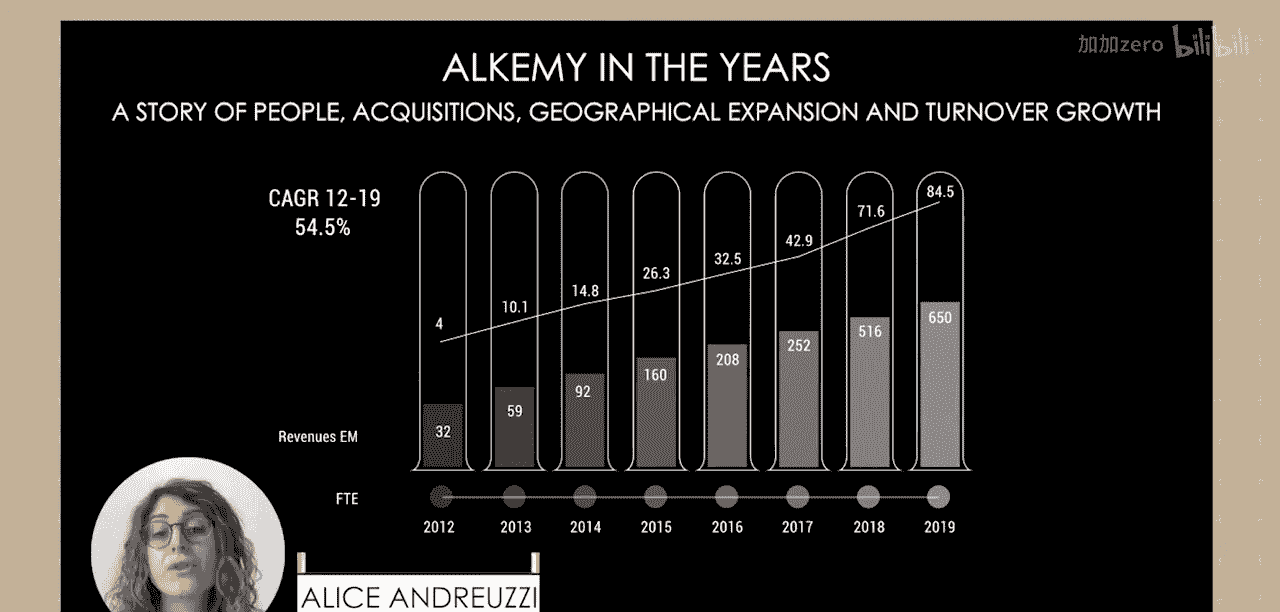 加加zero bilibili
ALKEMY IN THE YEARS
A STORY OF PEOPLE, ACQUISITIONS, GEOGRAPHICAL EXPANSION AND TURNOVER GROWTH
CAGR 12-19
54.5%
4 10.1 14.8 26.3 32.5 42.9 71.6 84.5
32 59 92 160 208 252 516 650
Revenues EM
FTE
2012 2013 2014 2015 2016 2017 2018 2019
ALICE ANDREUZZI